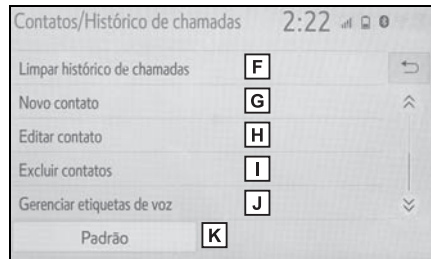 Contatos/Histórico de chamadas 2:22
Limpar histórico de chamadas F
Novo contato G
Editar contato H
Excluir contatos I
Gerenciar etiquetas de voz J
Padrão K